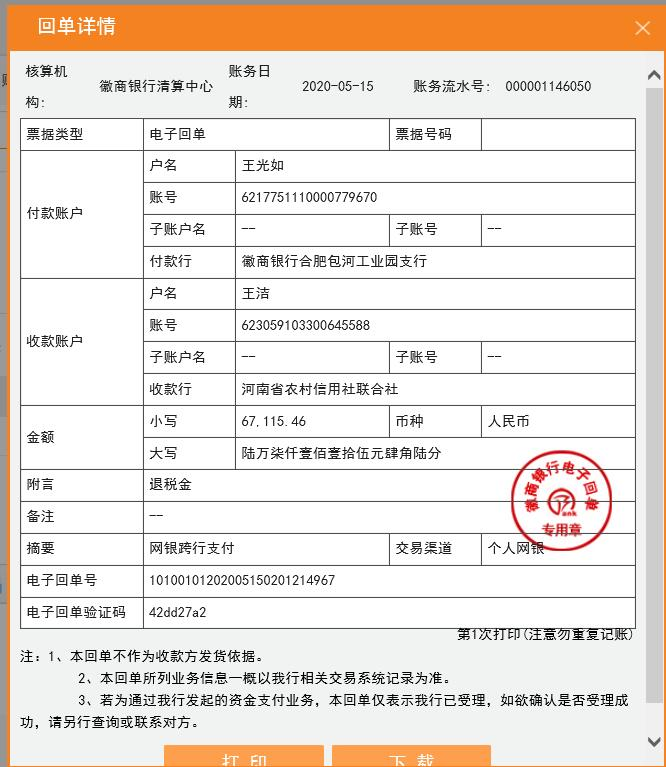 回单详情
核算机构： 徽商银行清算中心 账务日期： 2020-05-15 账务流水号： 000001146050
票据类型 电子回单 票据号码
付款账户
户名 王光如
账号 6217751110000779670
子账户名 -- 子账号 --
付款行 徽商银行合肥包河工业园支行
收款账户
户名 王洁
账号 623059103300645588
子账户名 -- 子账号 --
收款行 河南省农村信用社联合社
金额
小写 67,115.46 币种 人民币
大写 陆万柒仟壹佰壹拾伍元肆角陆分
附言 退税金
备注 --
摘要 网银跨行支付 交易渠道 个人网银
电子回单号 10100101202005150201214967
电子回单验证码 42dd27a2
徽商银行电子回单
Bank
专用章
第1次打印(注意勿重复记账)
注：1、本回单不作为收款方发货依据。
2、本回单所列业务信息一概以我行相关交易系统记录为准。
3、若为通过我行发起的资金支付业务，本回单仅表示我行已受理，如欲确认是否受理成
功，请另行查询或联系对方。
打 印 下 载